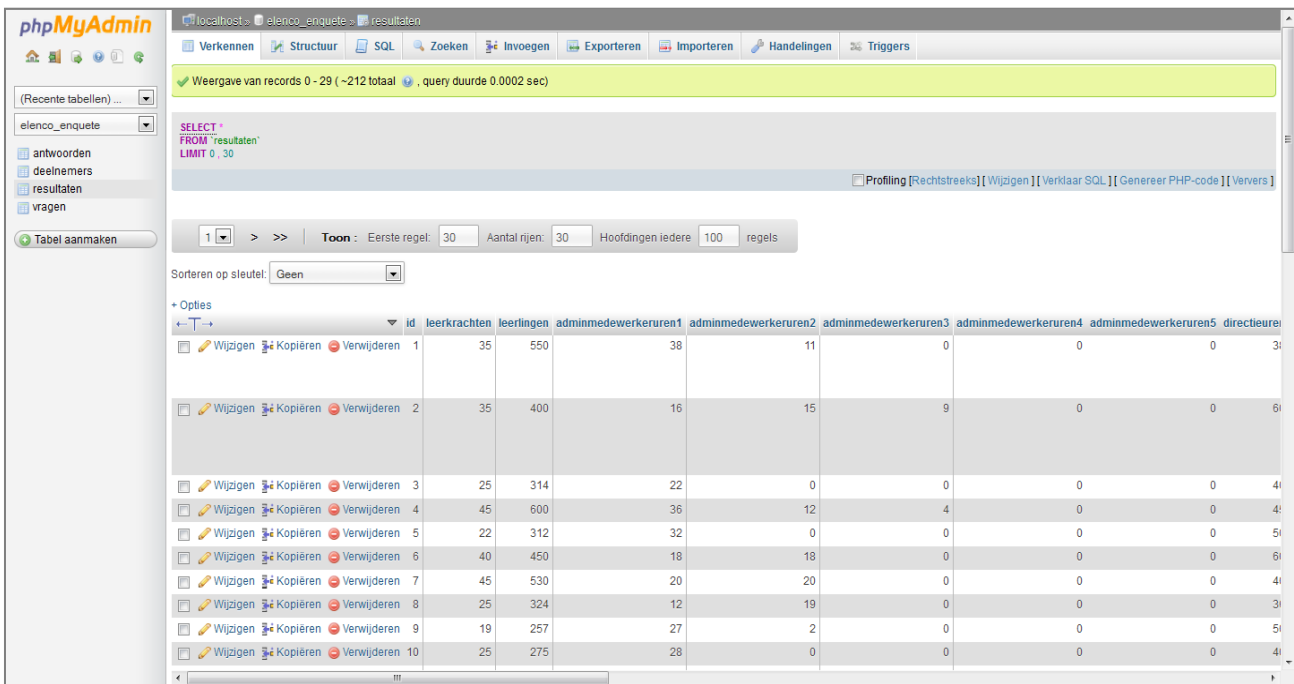 phpMyAdmin
localhost » elenco_enquete » resultaten
Verkennen Structuur SQL Zoeken Invoegen Exporteren Importeren Handelingen Triggers
Weergave van records 0 - 29 ( ~212 totaal , query duurde 0.0002 sec)
(Recente tabellen) ...
elenco_enquete
antwoorden
deelnemers
resultaten
vragen
Tabel aanmaken
SELECT *
FROM `resultaten`
LIMIT 0 , 30
Profiling [Rechtstreeks] [ Wijzigen ] [ Verklaar SQL ] [ Genereer PHP-code ] [ Ververs ]
1 > >> Toon : Eerste regel: 30 Aantal rijen: 30 Hoofdingen iedere 100 regels
Sorteren op sleutel: Geen
+ Opties
←T→ id leerkrachten leerlingen adminmedewerkeruren1 adminmedewerkeruren2 adminmedewerkeruren3 adminmedewerkeruren4 adminmedewerkeruren5
Wijzigen Kopiëren Verwijderen 1 35 550 38 11 0 0 0
Wijzigen Kopiëren Verwijderen 2 35 400 16 15 9 0 0
Wijzigen Kopiëren Verwijderen 3 25 314 22 0 0 0 0
Wijzigen Kopiëren Verwijderen 4 45 600 36 12 4 0 0
Wijzigen Kopiëren Verwijderen 5 22 312 32 0 0 0 0
Wijzigen Kopiëren Verwijderen 6 40 450 18 18 0 0 0
Wijzigen Kopiëren Verwijderen 7 45 530 20 20 0 0 0
Wijzigen Kopiëren Verwijderen 8 25 324 12 19 0 0 0
Wijzigen Kopiëren Verwijderen 9 19 257 27 2 0 0 0
Wijzigen Kopiëren Verwijderen 10 25 275 28 0 0 0 0